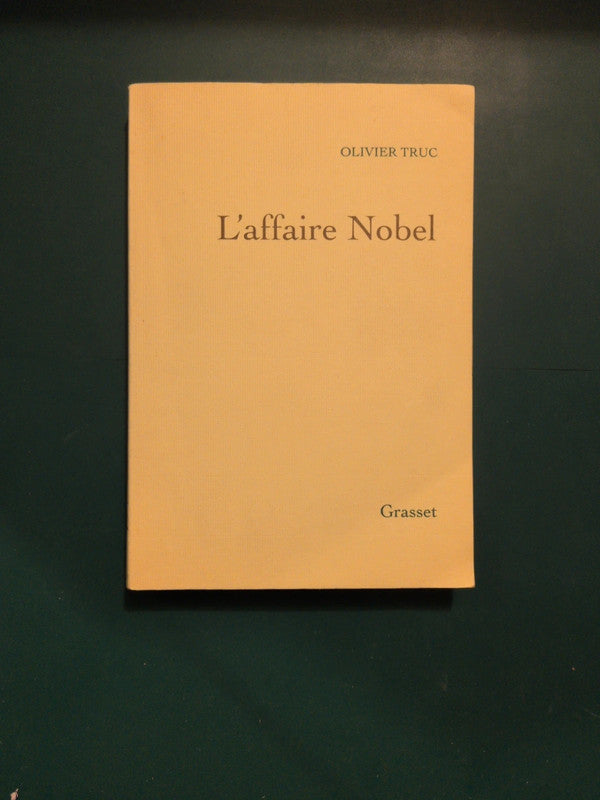 OLIVIER TRUC
L'affaire Nobel
Grasset